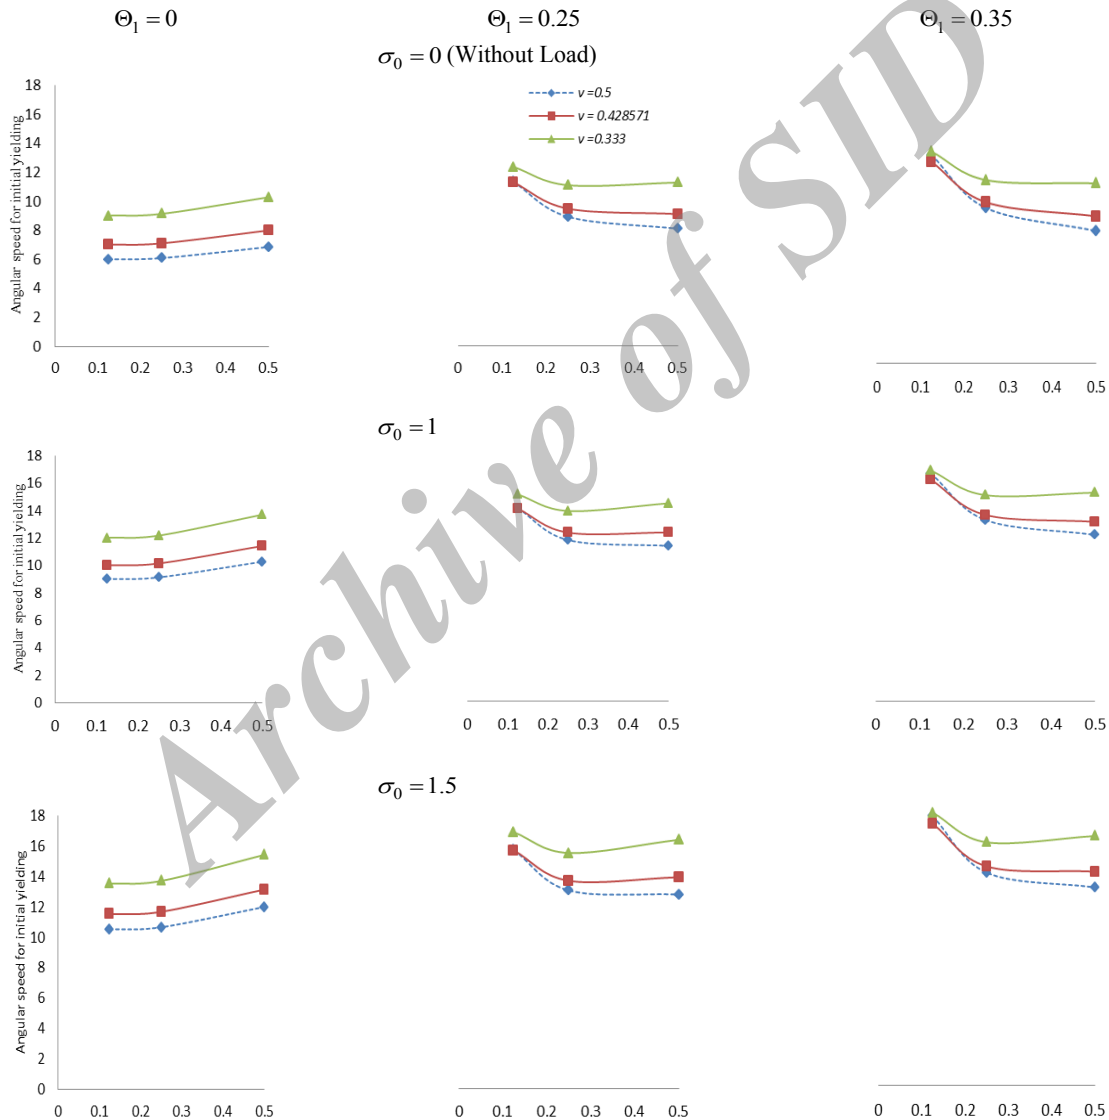 Θ₁ = 0 Θ₁ = 0.25 Θ₁ = 0.35
σ₀ = 0 (Without Load)
Angular speed for initial yielding
18
16
14
12
10
8
6
4
2
0
0 0.1 0.2 0.3 0.4 0.5
v =0.5
v = 0.428571
v =0.333
0 0.1 0.2 0.3 0.4 0.5
0 0.1 0.2 0.3 0.4 0.5
σ₀ = 1
Angular speed for initial yielding
18
16
14
12
10
8
6
4
2
0
0 0.1 0.2 0.3 0.4 0.5
0 0.1 0.2 0.3 0.4 0.5
0 0.1 0.2 0.3 0.4 0.5
σ₀ = 1.5
Angular speed for initial yielding
18
16
14
12
10
8
6
4
2
0
0 0.1 0.2 0.3 0.4 0.5
0 0.1 0.2 0.3 0.4 0.5
0 0.1 0.2 0.3 0.4 0.5
Archive of SID